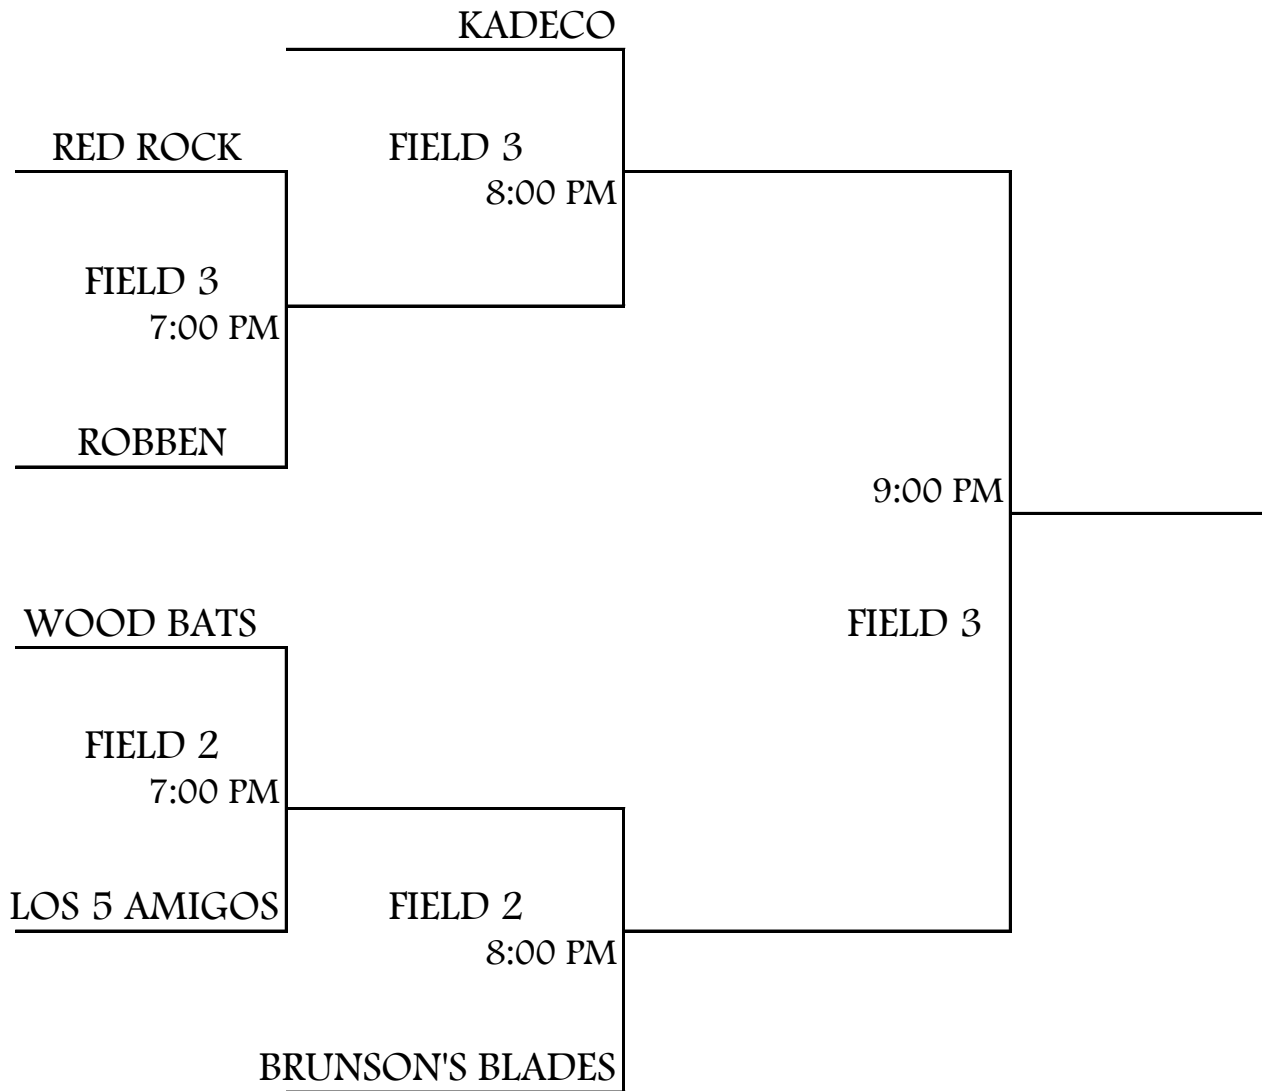 KADECO
RED ROCK
FIELD 3
8:00 PM
FIELD 3
7:00 PM
ROBBEN
9:00 PM
WOOD BATS
FIELD 3
FIELD 2
7:00 PM
LOS 5 AMIGOS
FIELD 2
8:00 PM
BRUNSON'S BLADES